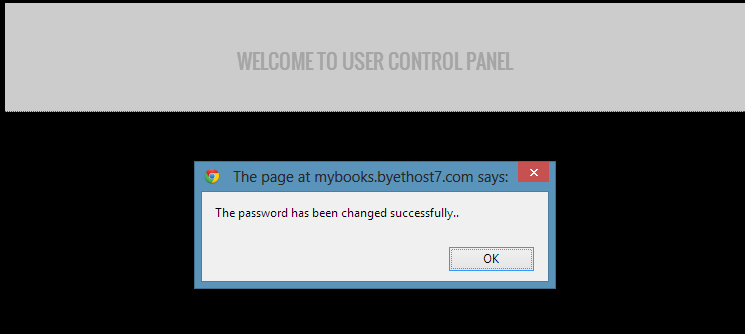 WELCOME TO USER CONTROL PANEL
The page at mybooks.byethost7.com says:
The password has been changed successfully..
OK